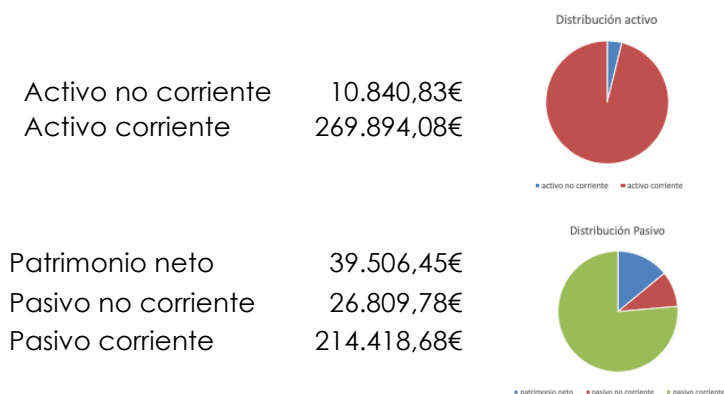 Distribución activo
Activo no corriente 10.840,83€
Activo corriente 269.894,08€
activo no corriente activo corriente
Distribución Pasivo
Patrimonio neto 39.506,45€
Pasivo no corriente 26.809,78€
Pasivo corriente 214.418,68€
patrimonio neto pasivo no corriente pasivo corriente